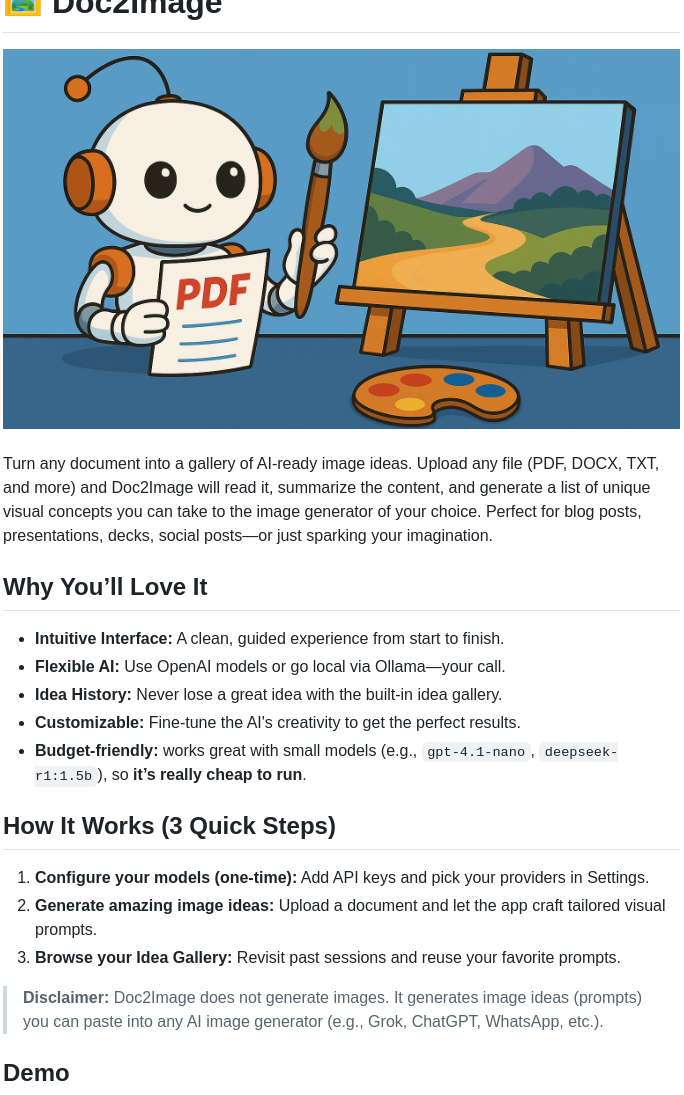 🖼️ Doc2Image
PDF
Turn any document into a gallery of AI-ready image ideas. Upload any file (PDF, DOCX, TXT,
and more) and Doc2Image will read it, summarize the content, and generate a list of unique
visual concepts you can take to the image generator of your choice. Perfect for blog posts,
presentations, decks, social posts—or just sparking your imagination.
Why You’ll Love It
• Intuitive Interface: A clean, guided experience from start to finish.
• Flexible AI: Use OpenAI models or go local via Ollama—your call.
• Idea History: Never lose a great idea with the built-in idea gallery.
• Customizable: Fine-tune the AI's creativity to get the perfect results.
• Budget-friendly: works great with small models (e.g., gpt-4.1-nano, deepseek-
r1:1.5b), so it’s really cheap to run.
How It Works (3 Quick Steps)
1. Configure your models (one-time): Add API keys and pick your providers in Settings.
2. Generate amazing image ideas: Upload a document and let the app craft tailored visual
prompts.
3. Browse your Idea Gallery: Revisit past sessions and reuse your favorite prompts.
Disclaimer: Doc2Image does not generate images. It generates image ideas (prompts)
you can paste into any AI image generator (e.g., Grok, ChatGPT, WhatsApp, etc.).
Demo